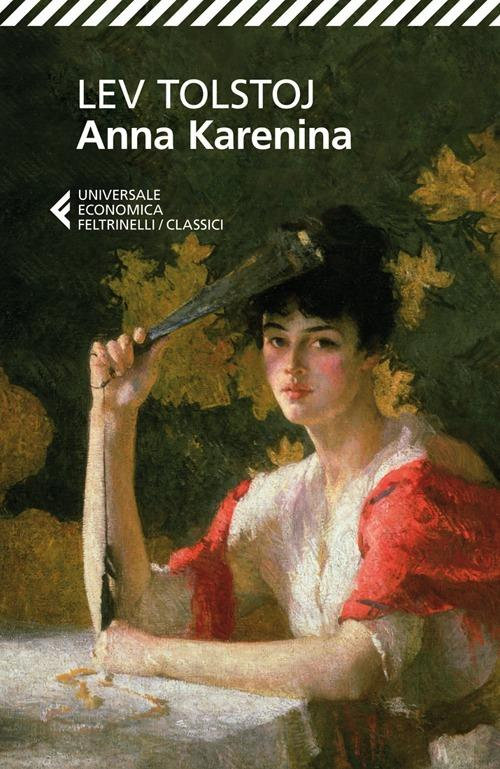 LEV TOLSTOJ
Anna Karenina
UNIVERSALE
ECONOMICA
FELTRINELLI/CLASSICI